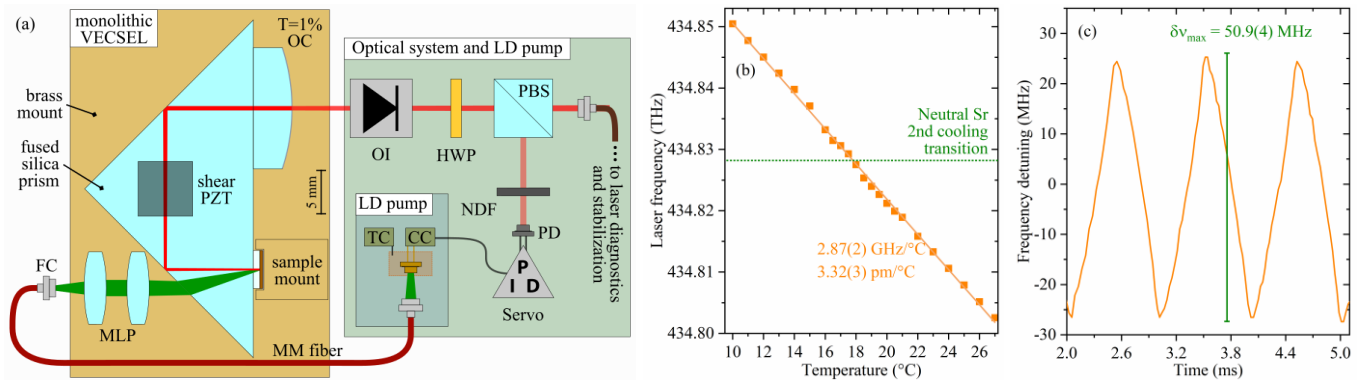 (a)
monolithic
VECSEL
T=1%
OC
brass
mount
fused
silica
prism
shear
PZT
5 mm
FC
MLP
sample
mount
MM fiber
Optical system and LD pump
OI
HWP
PBS
NDF
PD
LD pump
TC
CC
P
I D
Servo
... to laser diagnostics
and stabilization
(b)
Laser frequency (THz)
434.85
434.84
434.83
434.82
434.81
434.80
Neutral Sr
2nd cooling
transition
2.87(2) GHz/°C
3.32(3) pm/°C
10 12 14 16 18 20 22 24 26
Temperature (°C)
(c)
δνmax = 50.9(4) MHz
Frequency detuning (MHz)
30
20
10
0
-10
-20
-30
2.0 2.6 3.2 3.8 4.4 5.0
Time (ms)